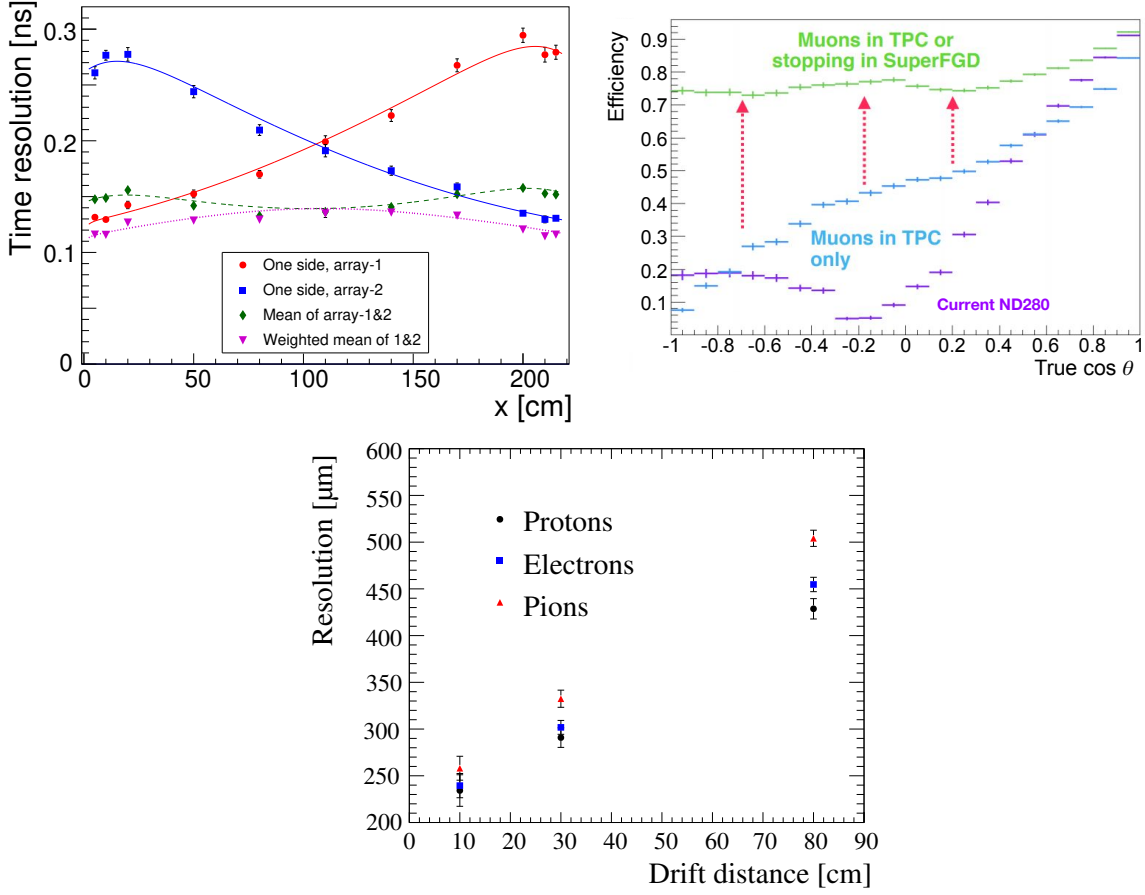 Time resolution [ns]
0.3
0.2
0.1
0
One side, array-1
One side, array-2
Mean of array-1&2
Weighted mean of 1&2
0 50 100 150 200
x [cm]
Efficiency
0.9
0.8
0.7
0.6
0.5
0.4
0.3
0.2
0.1
Muons in TPC or
stopping in SuperFGD
Muons in TPC
only
Current ND280
-1 -0.8 -0.6 -0.4 -0.2 0 0.2 0.4 0.6 0.8 1
True cos θ
Resolution [μm]
600
550
500
450
400
350
300
250
200
Protons
Electrons
Pions
0 10 20 30 40 50 60 70 80 90
Drift distance [cm]